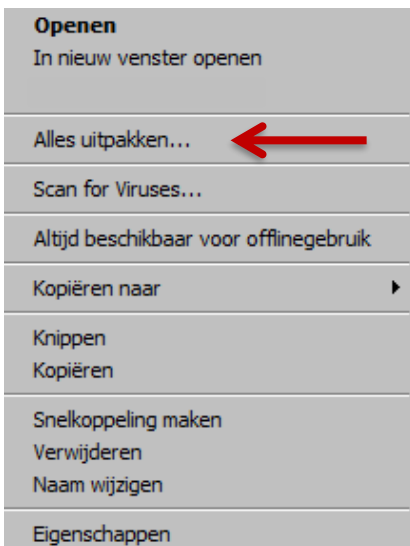 Openen
In nieuw venster openen
Alles uitpakken...
Scan for Viruses...
Altijd beschikbaar voor offlinegebruik
Kopiëren naar
Knippen
Kopiëren
Snelkoppeling maken
Verwijderen
Naam wijzigen
Eigenschappen